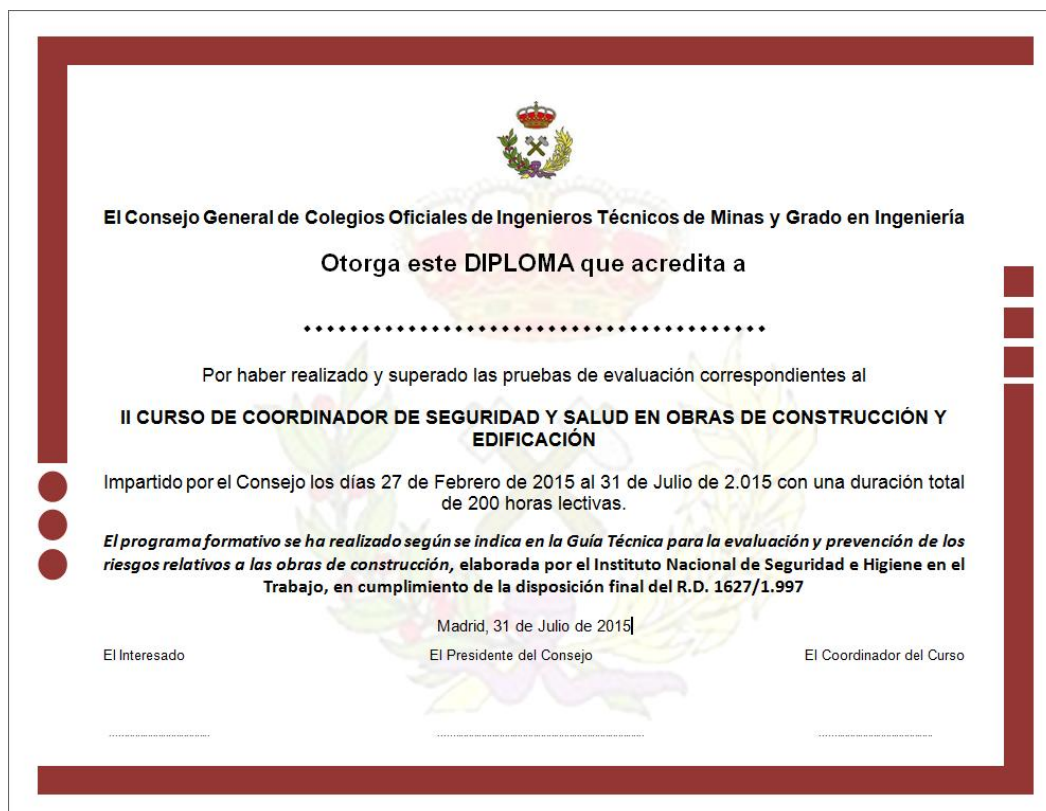 El Consejo General de Colegios Oficiales de Ingenieros Técnicos de Minas y Grado en Ingeniería
Otorga este DIPLOMA que acredita a
Por haber realizado y superado las pruebas de evaluación correspondientes al
II CURSO DE COORDINADOR DE SEGURIDAD Y SALUD EN OBRAS DE CONSTRUCCIÓN Y
EDIFICACIÓN
Impartido por el Consejo los días 27 de Febrero de 2015 al 31 de Julio de 2.015 con una duración total
de 200 horas lectivas.
El programa formativo se ha realizado según se indica en la Guía Técnica para la evaluación y prevención de los
riesgos relativos a las obras de construcción, elaborada por el Instituto Nacional de Seguridad e Higiene en el
Trabajo, en cumplimiento de la disposición final del R.D. 1627/1.997
Madrid, 31 de Julio de 2015
El Interesado El Presidente del Consejo El Coordinador del Curso